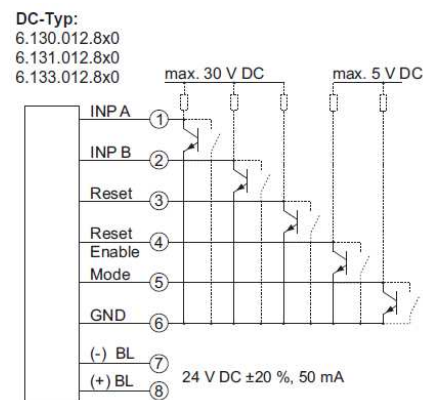 DC-Typ:
6.130.012.8x0
6.131.012.8x0
6.133.012.8x0
max. 30 V DC
max. 5 V DC
INP A
1
INP B
2
Reset
3
Reset
Enable
4
Mode
5
GND
6
(-) BL
7
(+) BL
8
24 V DC ±20 %, 50 mA